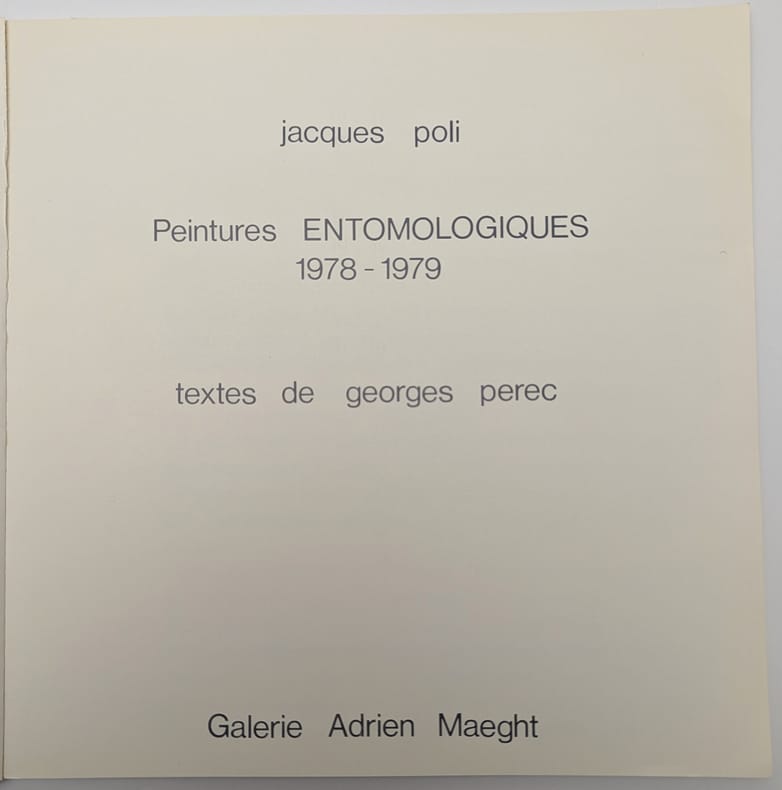 jacques poli
Peintures ENTOMOLOGIQUES
1978 - 1979
textes de georges perec
Galerie Adrien Maeght